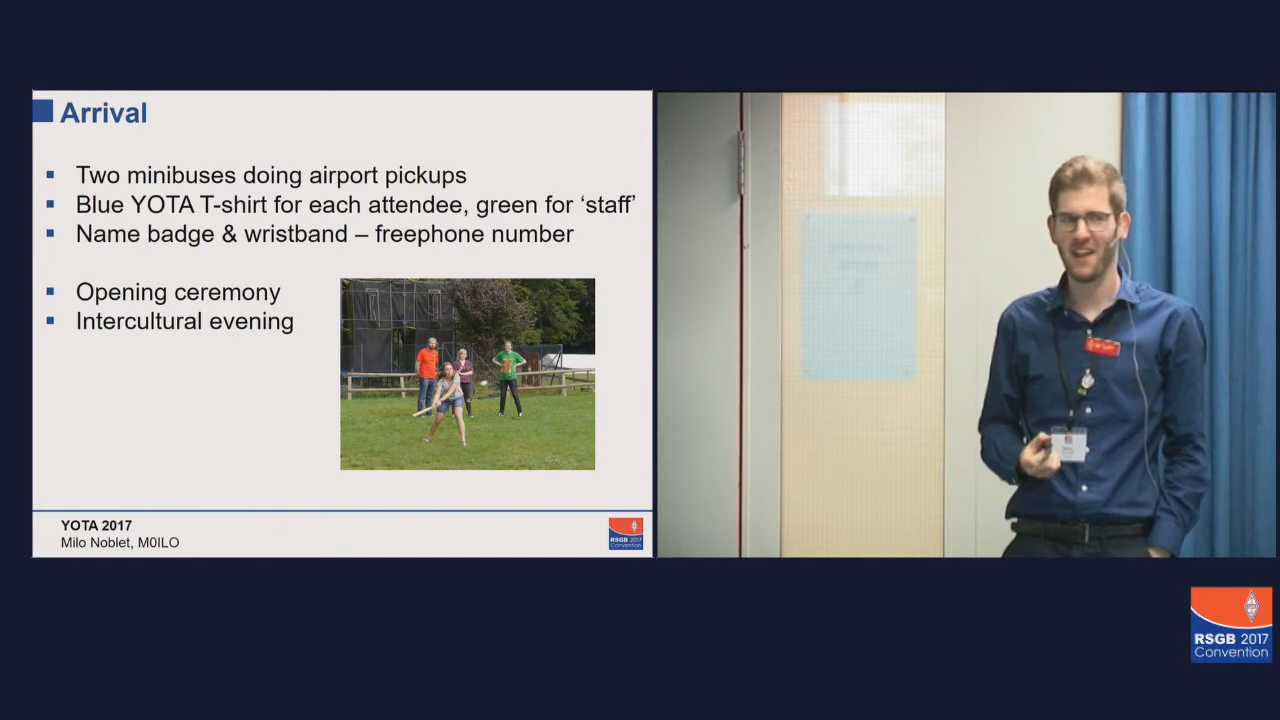 Arrival
Two minibuses doing airport pickups
Blue YOTA T-shirt for each attendee, green for ‘staff’
Name badge & wristband – freephone number
Opening ceremony
Intercultural evening
YOTA 2017
Milo Noblet, M0ILO
RSGB 2017
Convention
RSGB 2017
Convention